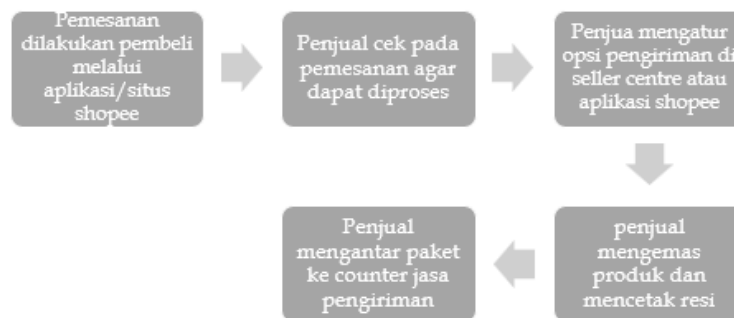 Pemesanan
dilakukan pembeli
melalui
aplikasi/situs
shopee
Penjual cek pada
pemesanan agar
dapat diproses
Penjua mengatur
opsi pengiriman di
seller centre atau
aplikasi shopee
penjual
mengemas
produk dan
mencetak resi
Penjual
mengantar paket
ke counter jasa
pengiriman